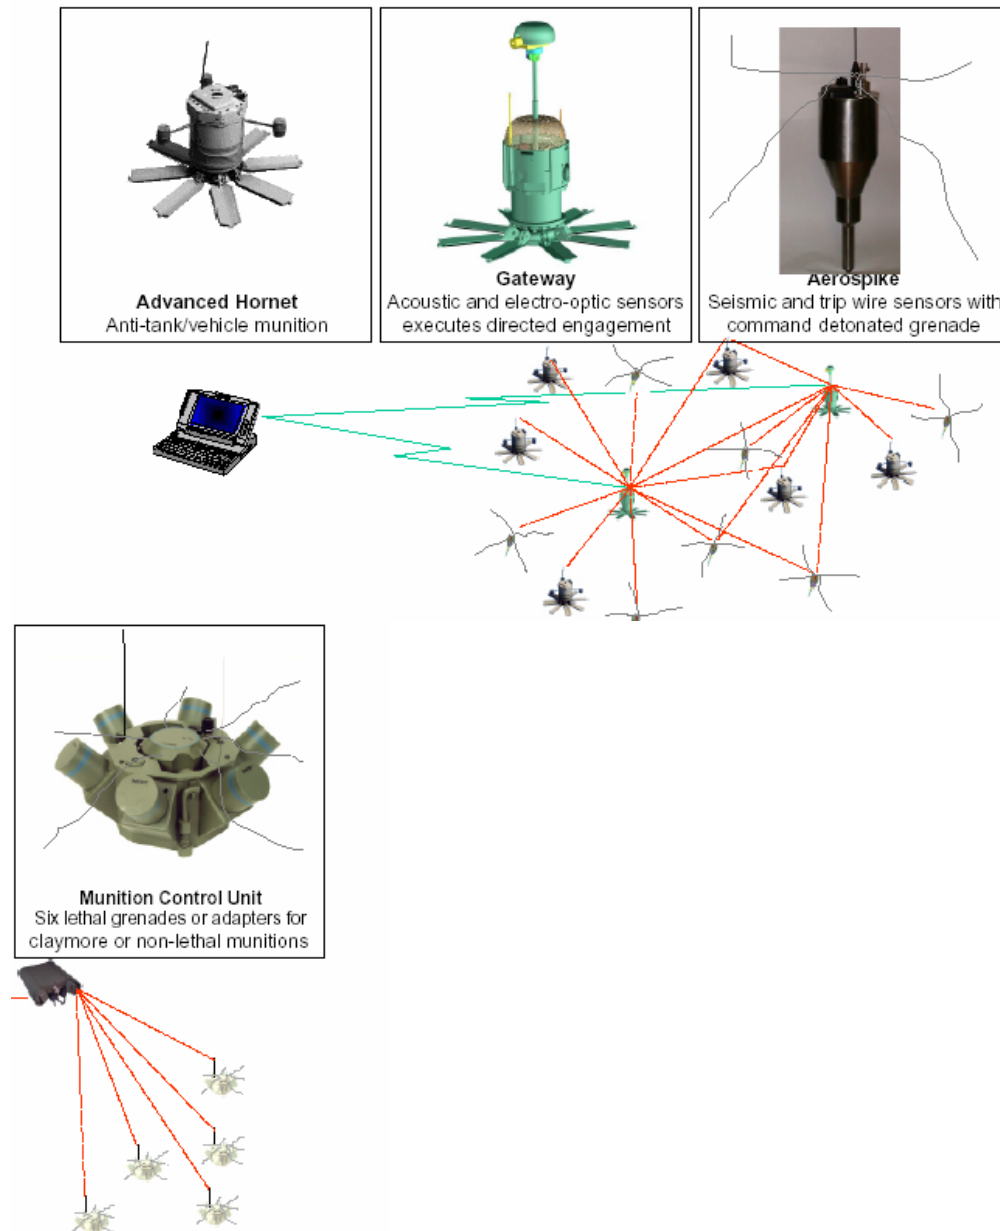 Advanced Hornet
Anti-tank/vehicle munition
Gateway
Acoustic and electro-optic sensors
executes directed engagement
Aerospike
Seismic and trip wire sensors with
command detonated grenade
Munition Control Unit
Six lethal grenades or adapters for
claymore or non-lethal munitions